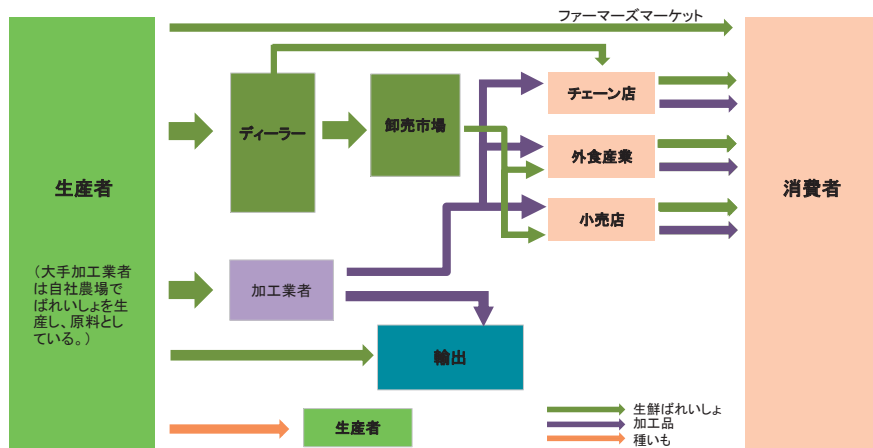 ファーマーズマーケット
生産者
(大手加工業者
は自社農場で
ばれいしょを生
産し、原料とし
ている。)
ディーラー
卸売市場
チェーン店
外食産業
小売店
消費者
加工業者
輸出
生産者
生鮮ばれいしょ
加工品
種いも